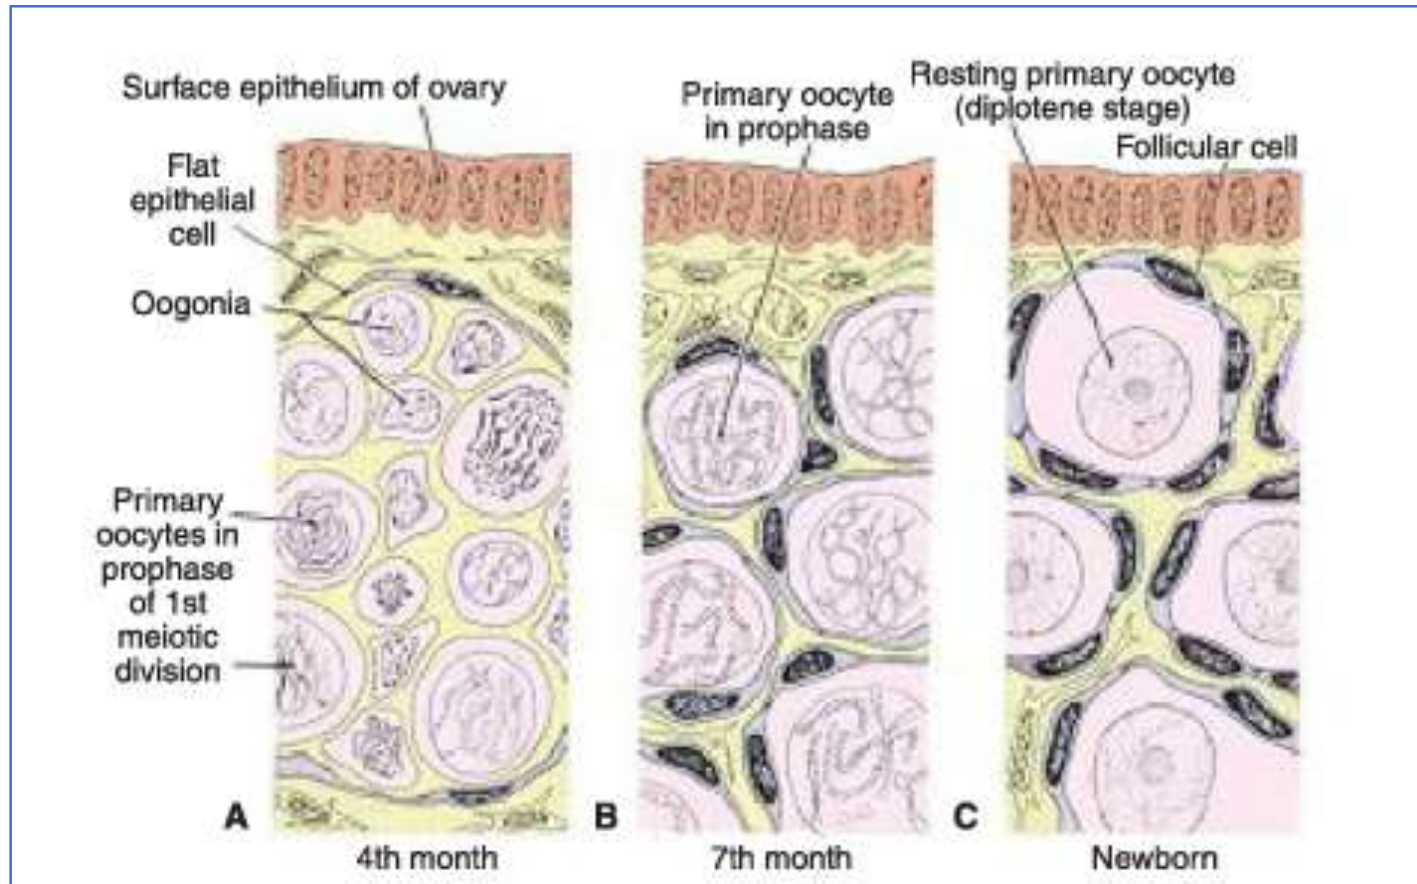 Surface epithelium of ovary
Flat
epithelial
cell
Oogonia
Primary
oocytes in
prophase
of 1st
meiotic
division
A
4th month
Primary oocyte
in prophase
B
7th month
Resting primary oocyte
(diplotene stage)
Follicular cell
C
Newborn